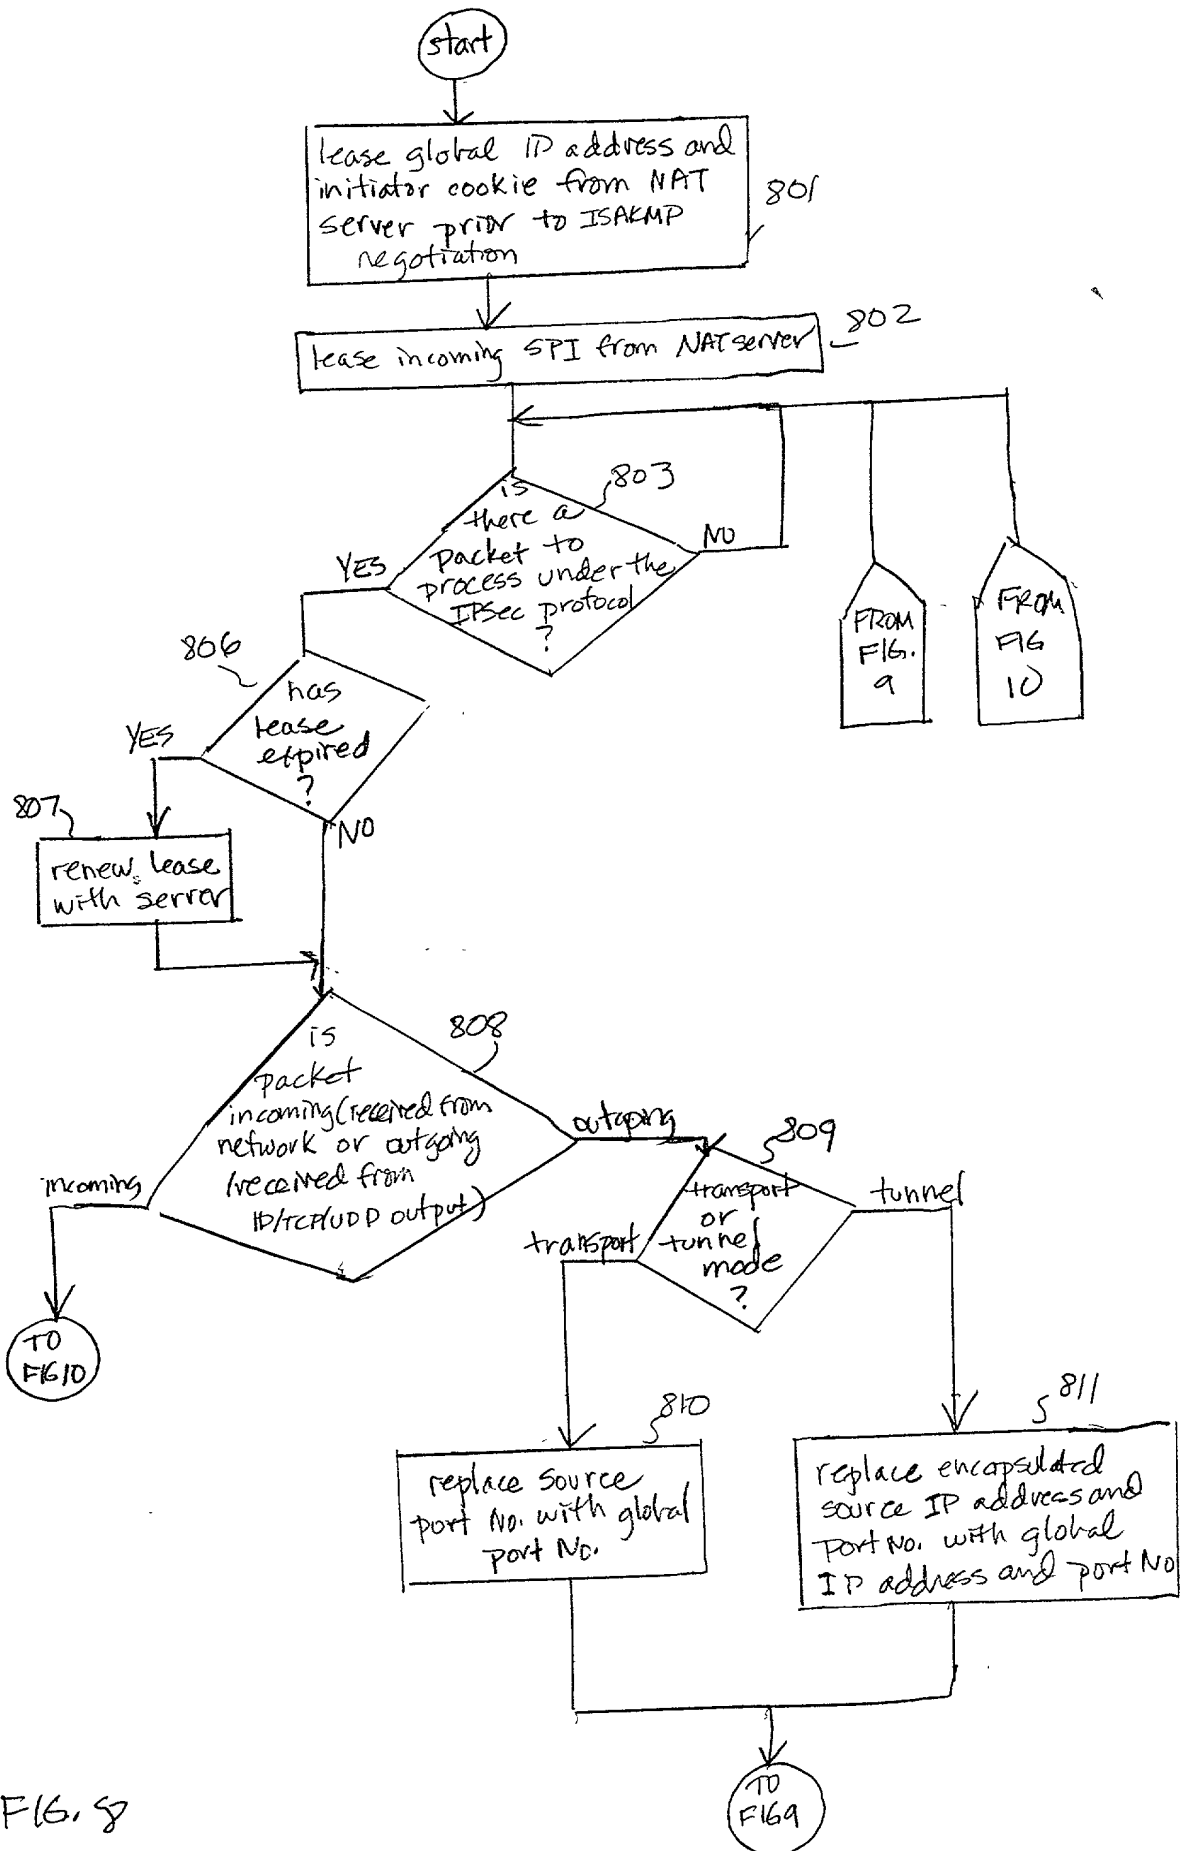 start
lease global IP address and
initiator cookie from NAT
server prior to ISAKMP
negotiation
801
lease incoming SPI from NAT server
802
is
there a
packet to
process under the
IPSec protocol
?
803
YES
NO
FROM
FIG.
9
FROM
FIG
10
806
has
lease
expired
?
YES
NO
807
renew lease
with server
is
packet
incoming (received from
network or outgoing
(received from
IP/TCP/UDP output)
808
incoming
outgoing
TO
FIG 10
809
transport
or
tunnel
mode
?
transport
tunnel
810
replace source
port No. with global
port No.
811
replace encapsulated
source IP address and
port No. with global
IP address and port No
TO
FIG 9
FIG. 8